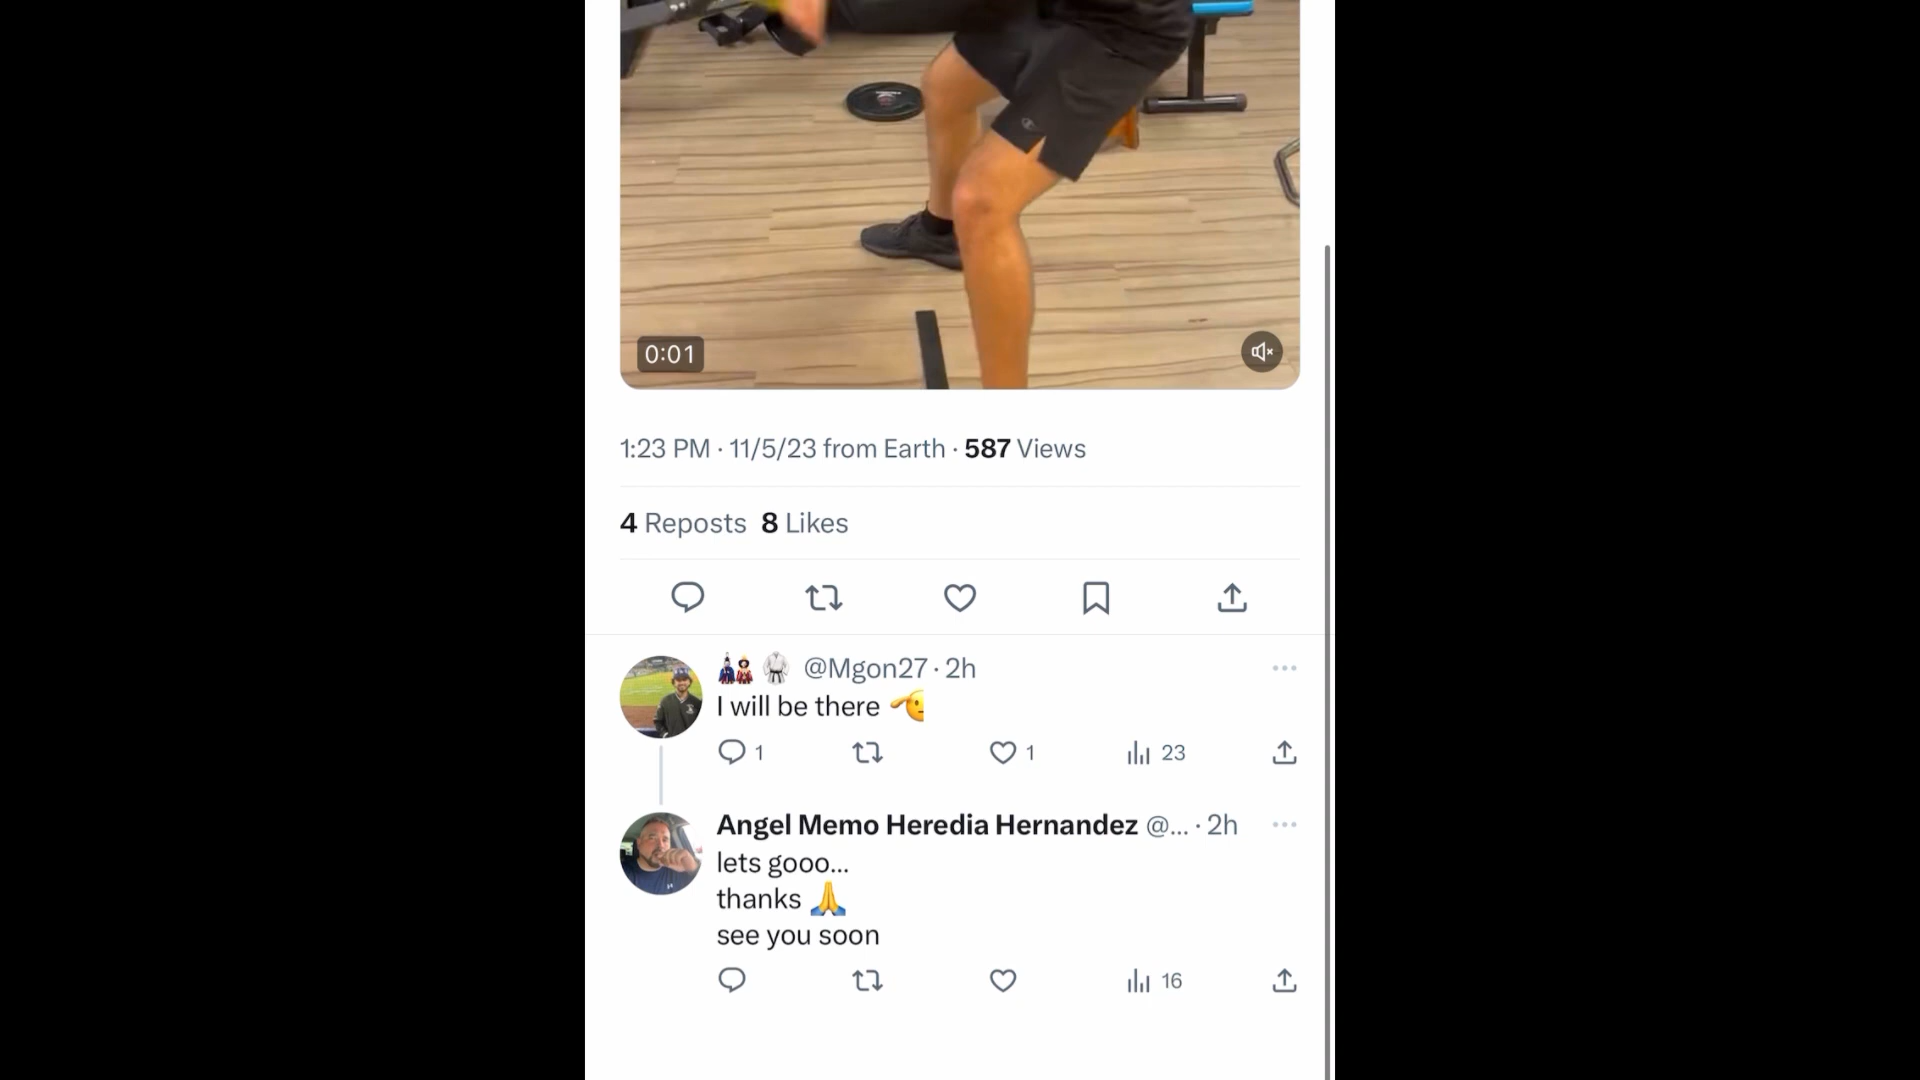 0:01
1:23 PM · 11/5/23 from Earth · 587 Views
4 Reposts 8 Likes
🎎 🥋 @Mgon27 · 2h
I will be there
1 1 23
Angel Memo Heredia Hernandez @... · 2h
lets gooo...
thanks 🙏
see you soon
16